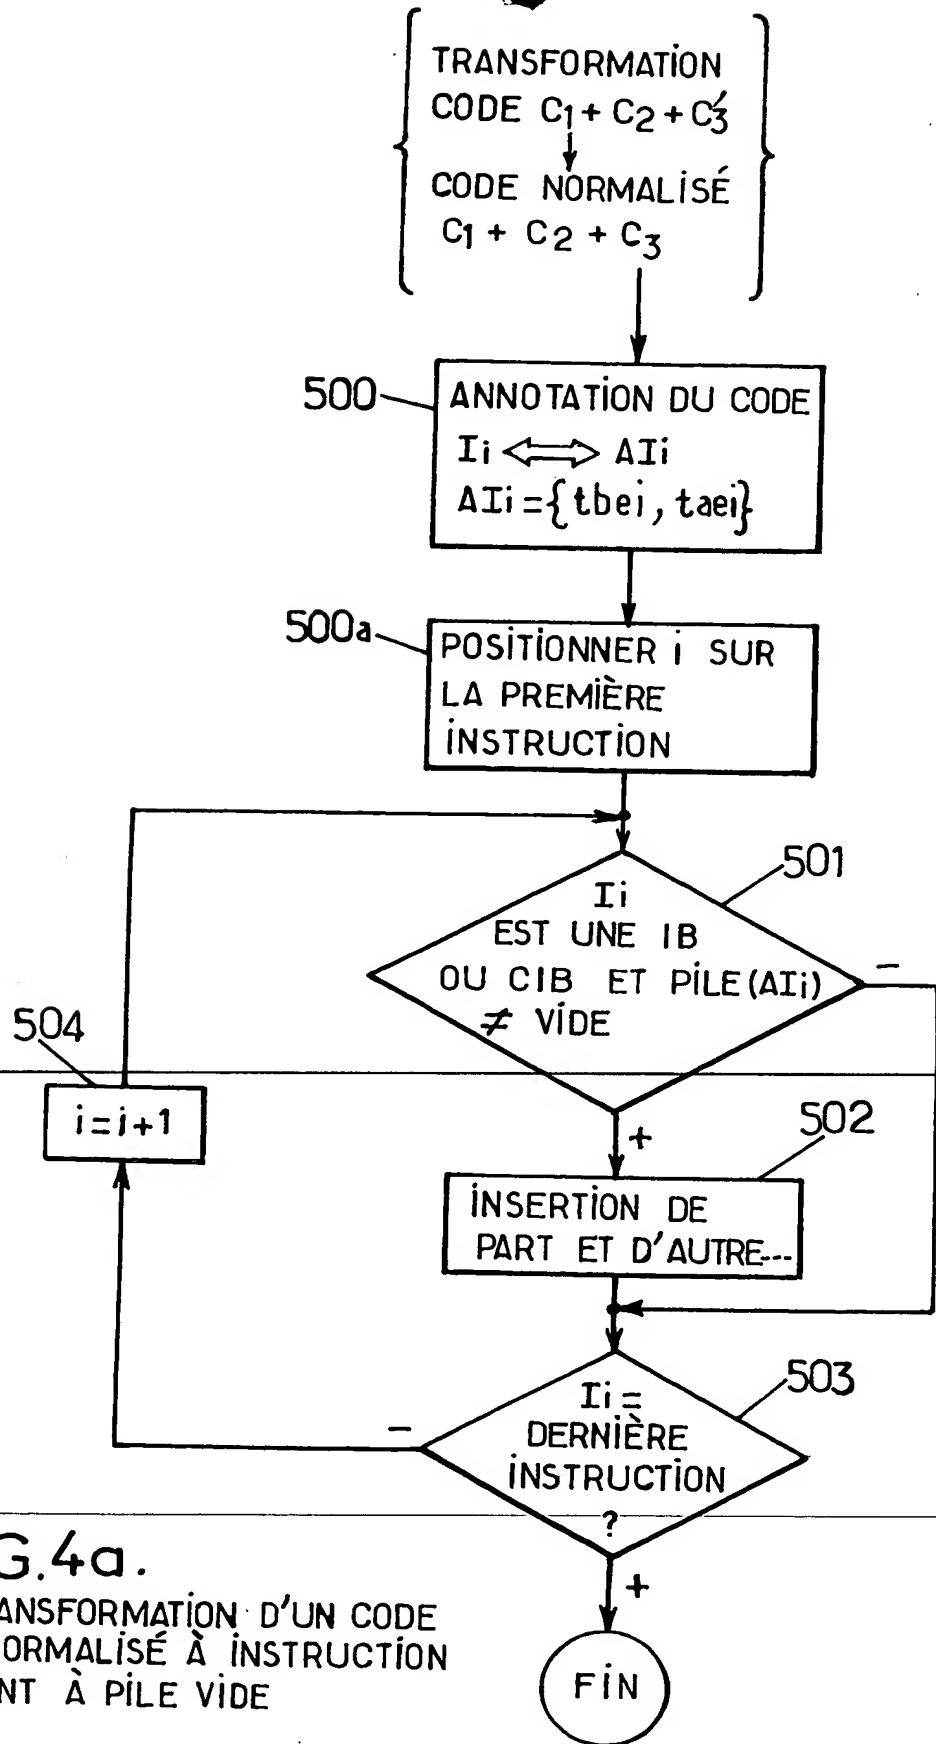 TRANSFORMATION
CODE C1 + C2 + C'3
CODE NORMALISÉ
C1 + C2 + C3
500
ANNOTATION DU CODE
Ii ⟺ AIi
AIi = {tbei, taei}
500a
POSITIONNER i SUR
LA PREMIÈRE
INSTRUCTION
501
Ii
EST UNE IB
OU CIB ET PILE (AIi)
≠ VIDE
-
504
i=i+1
+
502
INSERTION DE
PART ET D'AUTRE---
503
Ii =
DERNIÈRE
INSTRUCTION
?
-
+
FIN
G.4a.
ANSFORMATION D'UN CODE
ORMALISÉ À INSTRUCTION
NT À PILE VIDE